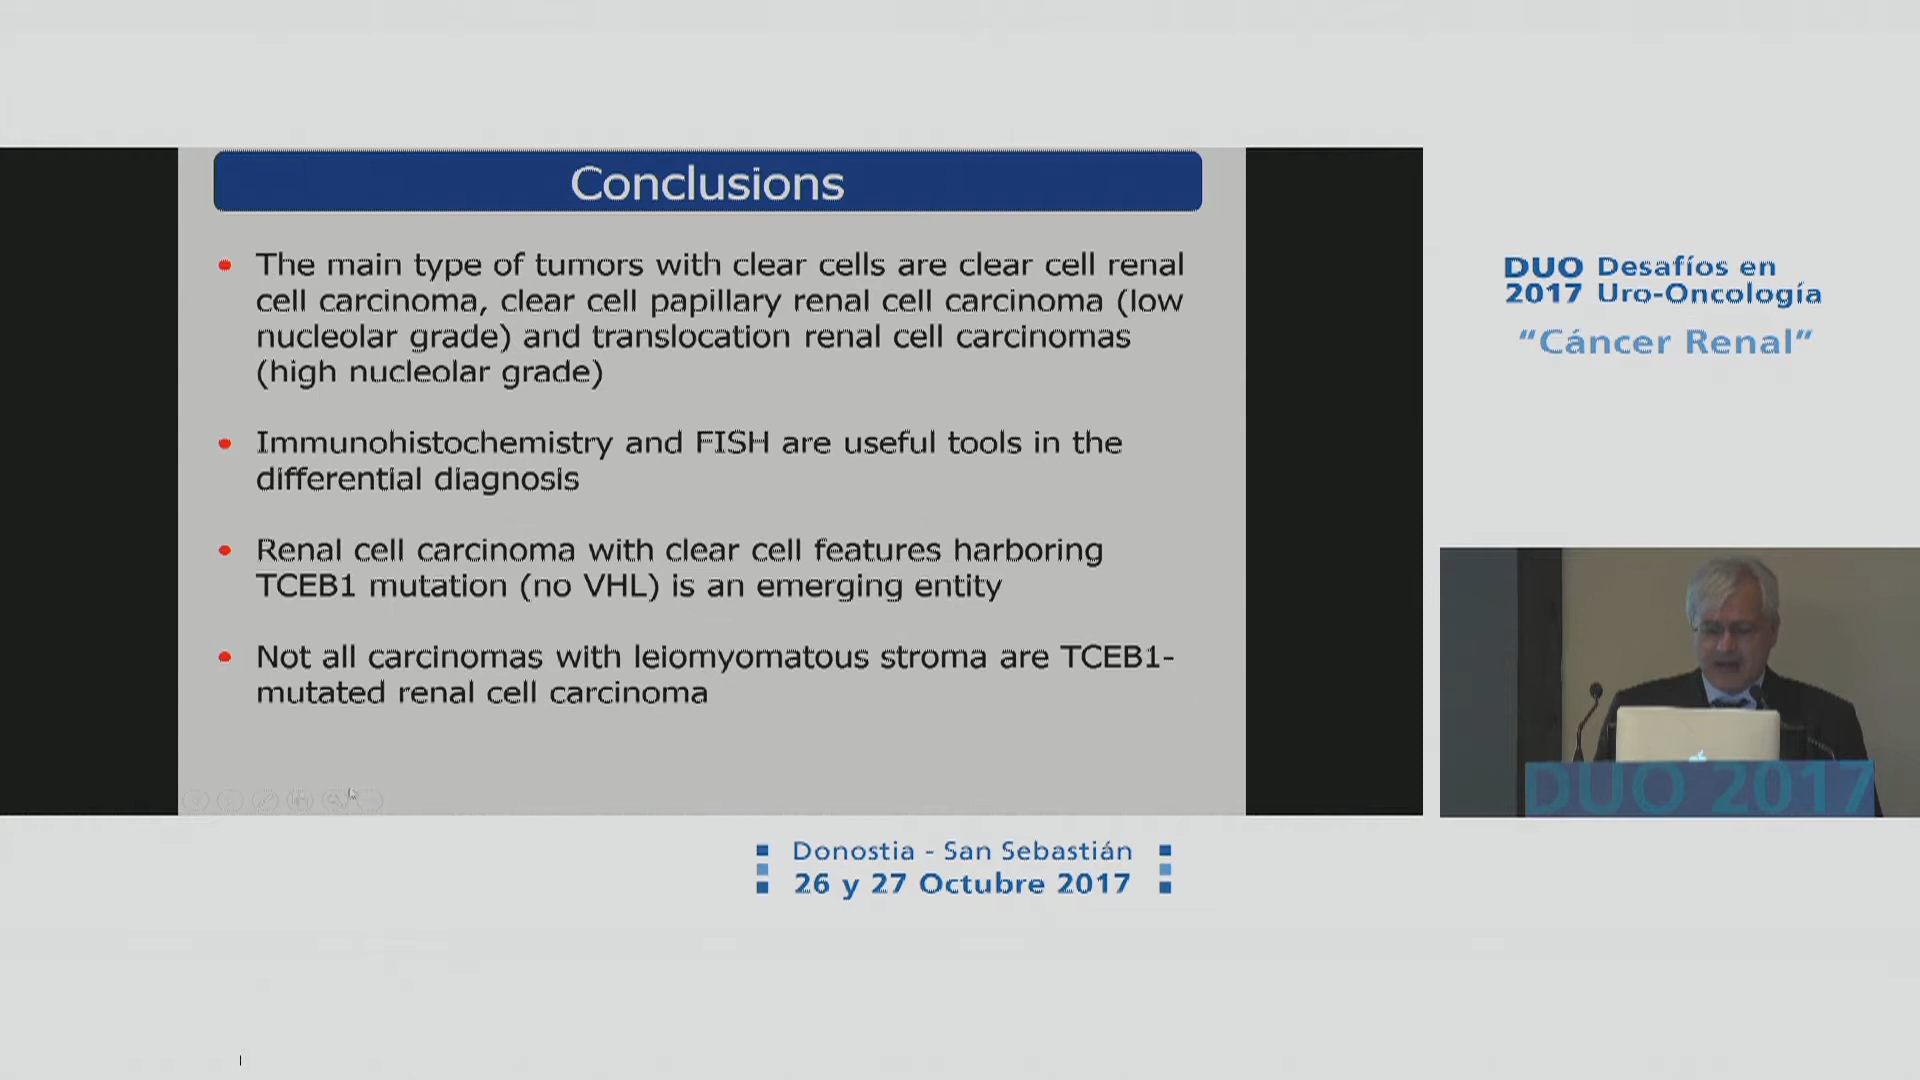 Conclusions
The main type of tumors with clear cells are clear cell renal
cell carcinoma, clear cell papillary renal cell carcinoma (low
nucleolar grade) and translocation renal cell carcinomas
(high nucleolar grade)
Immunohistochemistry and FISH are useful tools in the
differential diagnosis
Renal cell carcinoma with clear cell features harboring
TCEB1 mutation (no VHL) is an emerging entity
Not all carcinomas with leiomyomatous stroma are TCEB1-
mutated renal cell carcinoma
DUO Desafíos en
2017 Uro-Oncología
“Cáncer Renal”
DUO 2017
Donostia - San Sebastián
26 y 27 Octubre 2017